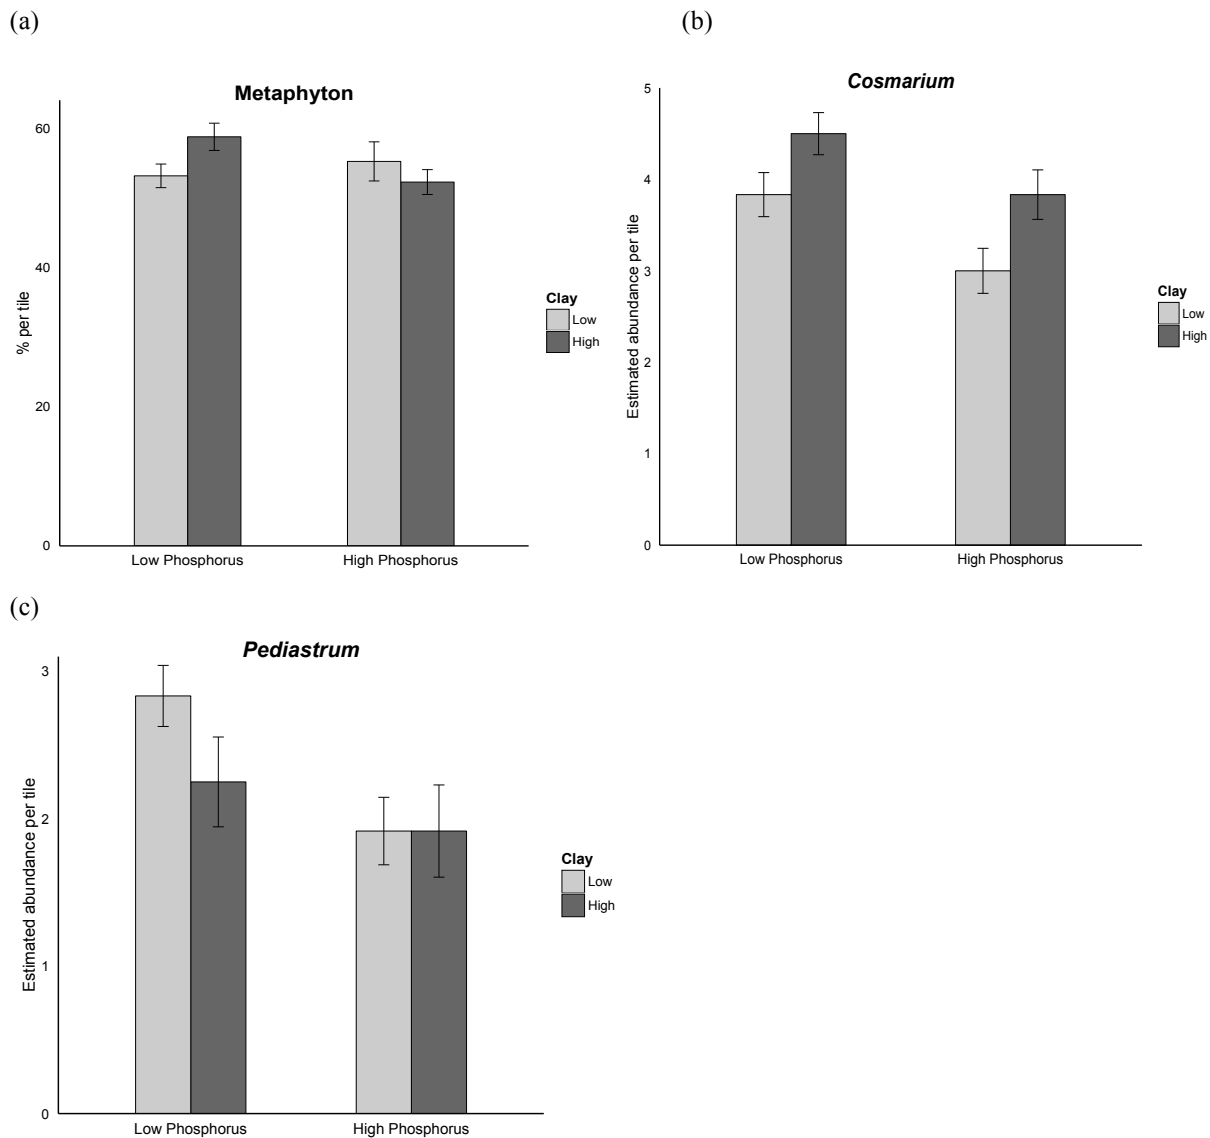 (a)
Metaphyton
% per tile
60
40
20
0
Low Phosphorus
High Phosphorus
Clay
Low
High
(b)
Cosmarium
Estimated abundance per tile
5
4
3
2
1
0
Low Phosphorus
High Phosphorus
Clay
Low
High
(c)
Pediastrum
Estimated abundance per tile
3
2
1
0
Low Phosphorus
High Phosphorus
Clay
Low
High